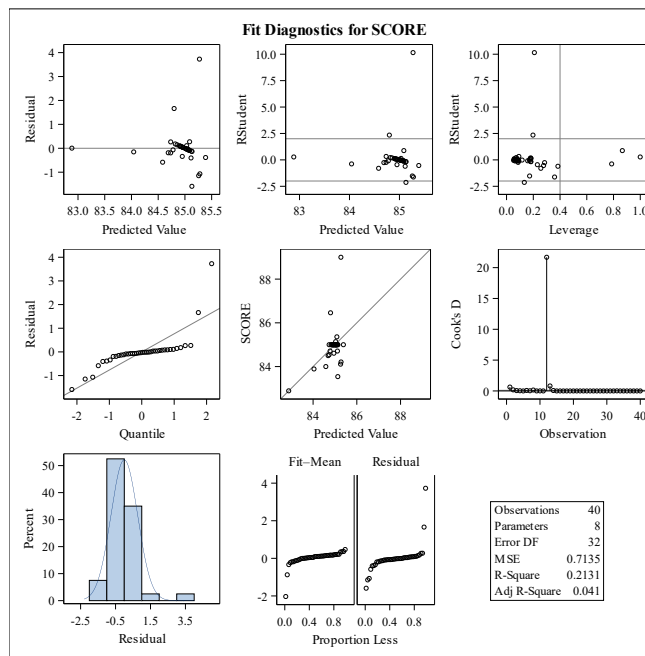 Fit Diagnostics for SCORE
Residual
4
3
2
1
0
-1
83.0 83.5 84.0 84.5 85.0 85.5
Predicted Value
RStudent
10.0
7.5
5.0
2.5
0.0
-2.5
83 84 85
Predicted Value
RStudent
10.0
7.5
5.0
2.5
0.0
-2.5
0.0 0.2 0.4 0.6 0.8 1.0
Leverage
Residual
4
3
2
1
0
-1
-2 -1 0 1 2
Quantile
SCORE
88
86
84
84 86 88
Predicted Value
Cook's D
20
15
10
5
0
0 10 20 30 40
Observation
Percent
50
40
30
20
10
0
-2.5 -0.5 1.5 3.5
Residual
Fit–Mean Residual
4
2
0
-2
0.0 0.4 0.8 0.0 0.4 0.8
Proportion Less
Observations 40
Parameters 8
Error DF 32
MSE 0.7135
R-Square 0.2131
Adj R-Square 0.041